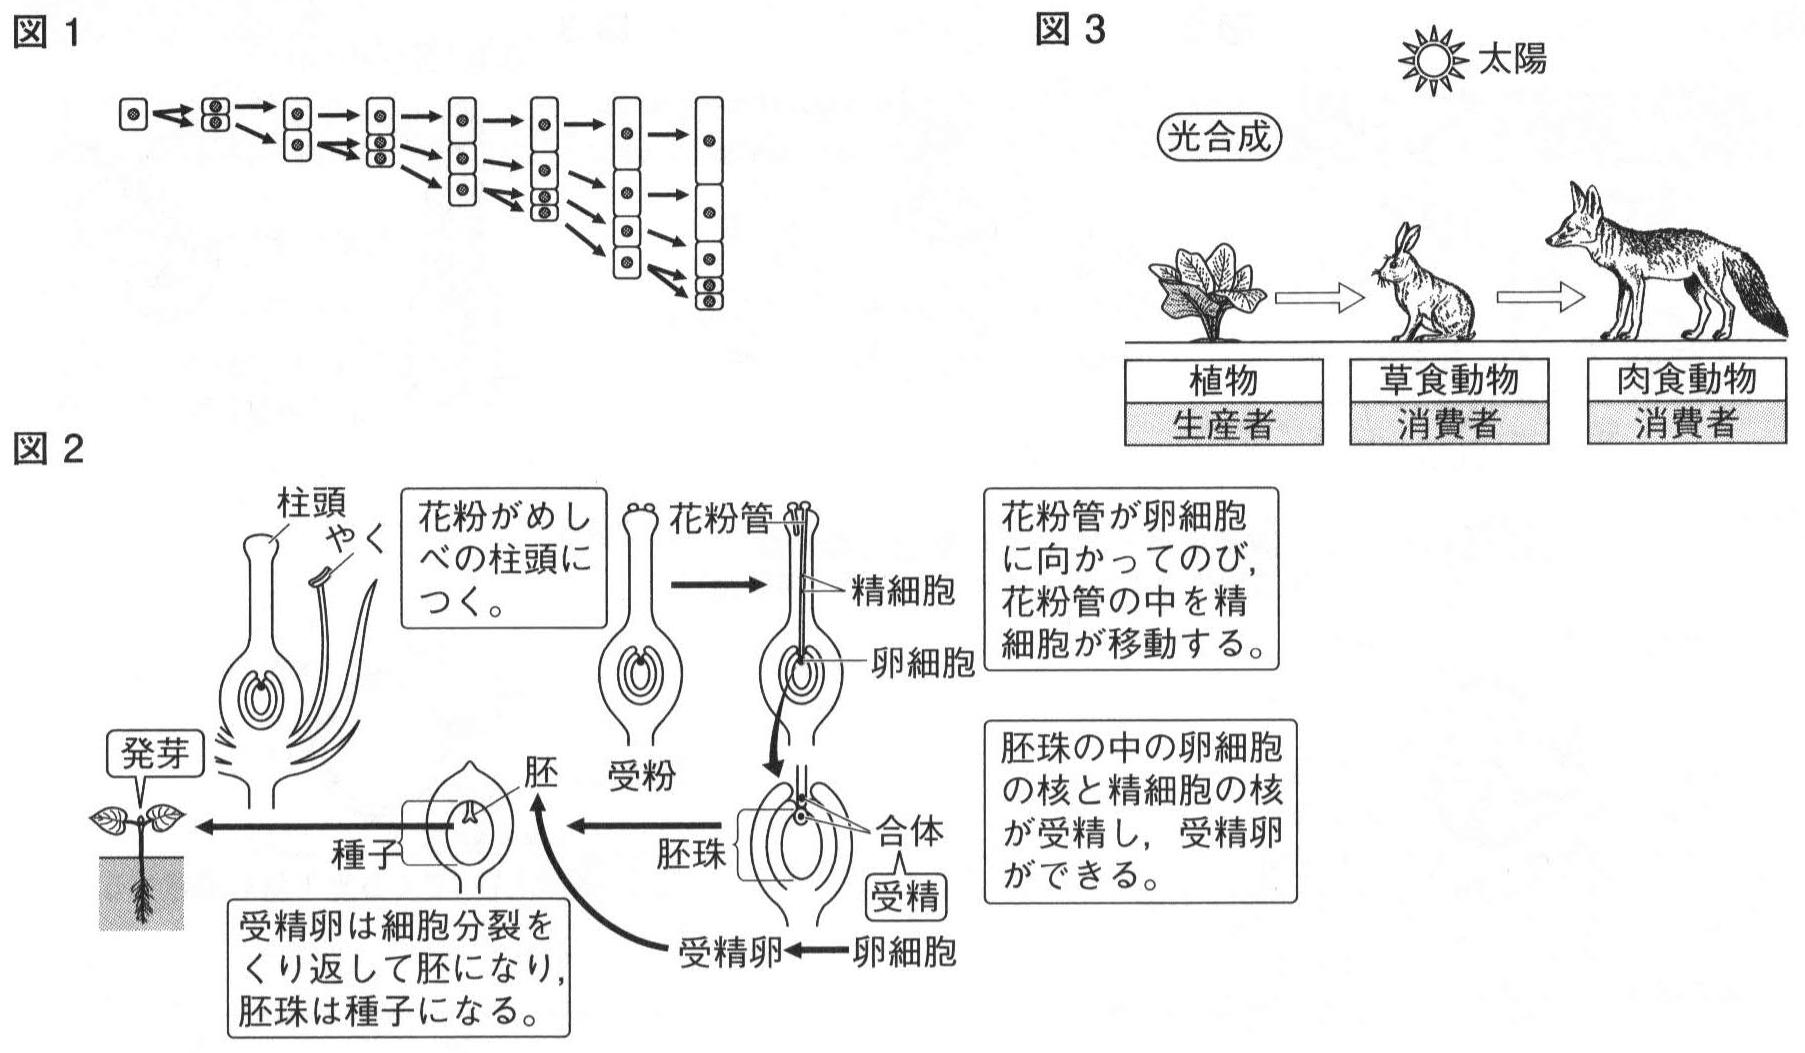 図1
図2
柱頭
やく
花粉がめし
べの柱頭に
つく。
受粉
花粉管
精細胞
卵細胞
花粉管が卵細胞
に向かってのび,
花粉管の中を精
細胞が移動する。
胚珠の中の卵細胞
の核と精細胞の核
が受精し,受精卵
ができる。
合体
受精
胚珠
卵細胞
受精卵
胚
種子
受精卵は細胞分裂を
くり返して胚になり,
胚珠は種子になる。
発芽
図3
太陽
光合成
植物
生産者
草食動物
消費者
肉食動物
消費者